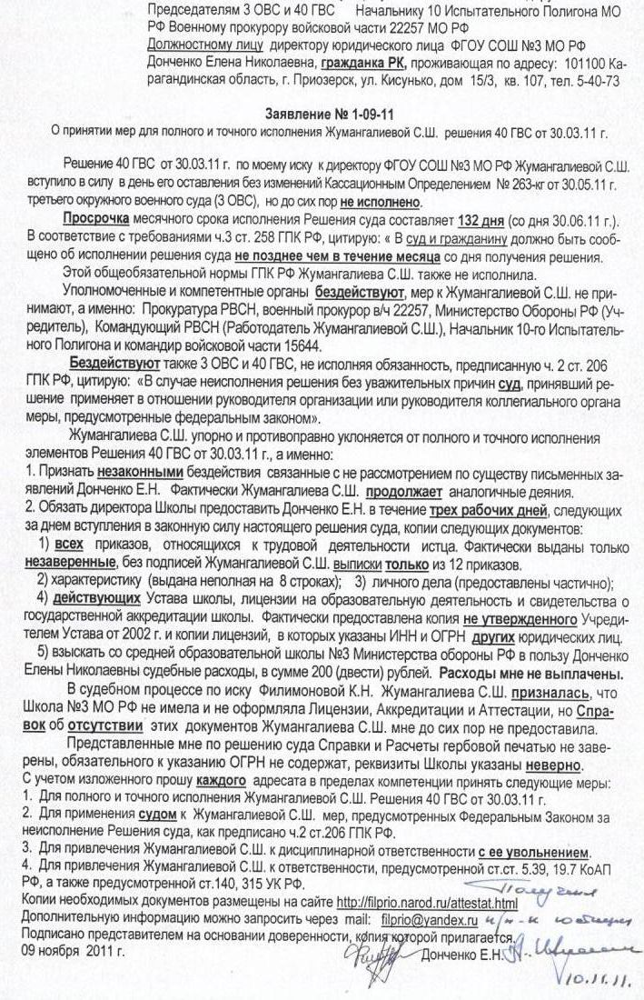 Председателям 3 ОВС и 40 ГВС Начальнику 10 Испытательного Полигона МО
РФ Военному прокурору войсковой части 22257 МО РФ
Должностному лицу директору юридического лица ФГОУ СОШ №3 МО РФ
Донченко Елена Николаевна, гражданка РК, проживающая по адресу: 101100 Ка-
рагандинская область, г. Приозерск, ул. Кисунько, дом 15/3, кв. 107, тел. 5-40-73
Заявление № 1-09-11
О принятии мер для полного и точного исполнения Жумангалиевой С.Ш. решения 40 ГВС от 30.03.11 г.
Решение 40 ГВС от 30.03.11 г. по моему иску к директору ФГОУ СОШ №3 МО РФ Жумангалиевой С.Ш.
вступило в силу в день его оставления без изменений Кассационным Определением № 263-кг от 30.05.11 г.
третьего окружного военного суда (3 ОВС), но до сих пор не исполнено.
Просрочка месячного срока исполнения Решения суда составляет 132 дня (со дня 30.06.11 г.).
В соответствие с требованиями ч.3 ст. 258 ГПК РФ, цитирую: « В суд и гражданину должно быть сооб-
щено об исполнении решения суда не позднее чем в течение месяца со дня получения решения.
Этой общеобязательной нормы ГПК РФ Жумангалиева С.Ш. также не исполнила.
Уполномоченные и компетентные органы бездействуют, мер к Жумангалиевой С.Ш. не при-
нимают, а именно: Прокуратура РВСН, военный прокурор в/ч 22257, Министерство Обороны РФ (Уч-
редитель), Командующий РВСН (Работодатель Жумангалиевой С.Ш.), Начальник 10-го Испытатель-
ного Полигона и командир войсковой части 15644.
Бездействуют также 3 ОВС и 40 ГВС, не исполняя обязанность, предписанную ч. 2 ст. 206
ГПК РФ, цитирую: «В случае неисполнения решения без уважительных причин суд, принявший ре-
шение применяет в отношении руководителя организации или руководителя коллегиального органа
меры, предусмотренные федеральным законом».
Жумангалиева С.Ш. упорно и противоправно уклоняется от полного и точного исполнения
элементов Решения 40 ГВС от 30.03.11 г., а именно:
1. Признать незаконными бездействия связанные с не рассмотрением по существу письменных за-
явлений Донченко Е.Н. Фактически Жумангалиева С.Ш. продолжает аналогичные деяния.
2. Обязать директора Школы предоставить Донченко Е.Н. в течение трех рабочих дней, следующих
за днем вступления в законную силу настоящего решения суда, копии следующих документов:
1) всех приказов, относящихся к трудовой деятельности истца. Фактически выданы только
незаверенные, без подписей Жумангалиевой С.Ш. выписки только из 12 приказов.
2) характеристику (выдана неполная на 8 строках); 3) личного дела (предоставлены частично);
4) действующих Устава школы, лицензии на образовательную деятельность и свидетельства о
государственной аккредитации школы. Фактически предоставлена копия не утвержденного Учреди-
телем Устава от 2002 г. и копии лицензий, в которых указаны ИНН и ОГРН других юридических лиц.
5) взыскать со средней образовательной школы №3 Министерства обороны РФ в пользу Донченко
Елены Николаевны судебные расходы, в сумме 200 (двести) рублей. Расходы мне не выплачены.
В судебном процессе по иску Филимоновой К.Н. Жумангалиева С.Ш. призналась, что
Школа №3 МО РФ не имела и не оформляла Лицензии, Аккредитации и Аттестации, но Спра-
вок об отсутствии этих документов Жумангалиева С.Ш. мне до сих пор не предоставила.
Представленные мне по решению суда Справки и Расчеты гербовой печатью не заве-
рены, обязательного к указанию ОГРН не содержат, реквизиты Школы указаны неверно.
С учетом изложенного прошу каждого адресата в пределах компетенции принять следующие меры:
1. Для полного и точного исполнения Жумангалиевой С.Ш. Решения 40 ГВС от 30.03.11 г.
2. Для применения судом к Жумангалиевой С.Ш. мер, предусмотренных Федеральным Законом за
неисполнение Решения суда, как предписано ч.2 ст.206 ГПК РФ.
3. Для привлечения Жумангалиевой С.Ш. к дисциплинарной ответственности с ее увольнением.
4. Для привлечения Жумангалиевой С.Ш. к ответственности, предусмотренной ст.ст. 5.39, 19.7 КоАП
РФ, а также предусмотренной ст.140, 315 УК РФ.
Получил
Копии необходимых документов размещены на сайте http://filprio.narod.ru/attestat.html
Дополнительную информацию можно запросить через mail: filprio@yandex.ru п/п-к юстиции
Подписано представителем на основании доверенности, копия которой прилагается.
09 ноября 2011 г. Донченко Е.Н.
10.11.11.